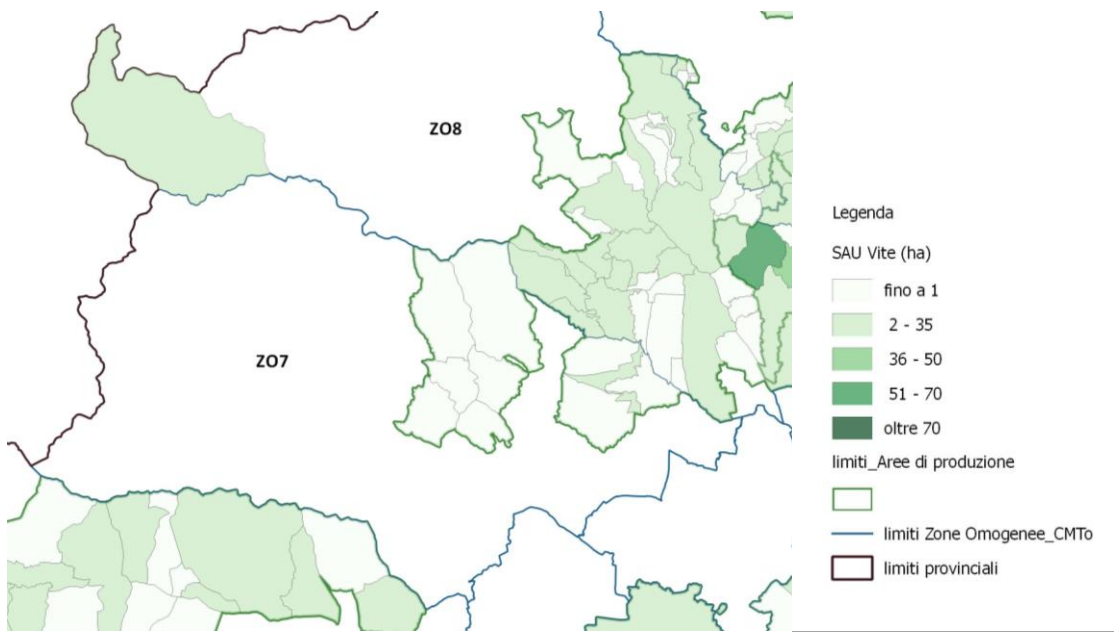 ZO8
ZO7
Legenda
SAU Vite (ha)
fino a 1
2 - 35
36 - 50
51 - 70
oltre 70
limiti_Aree di produzione
limiti Zone Omogenee_CMTo
limiti provinciali